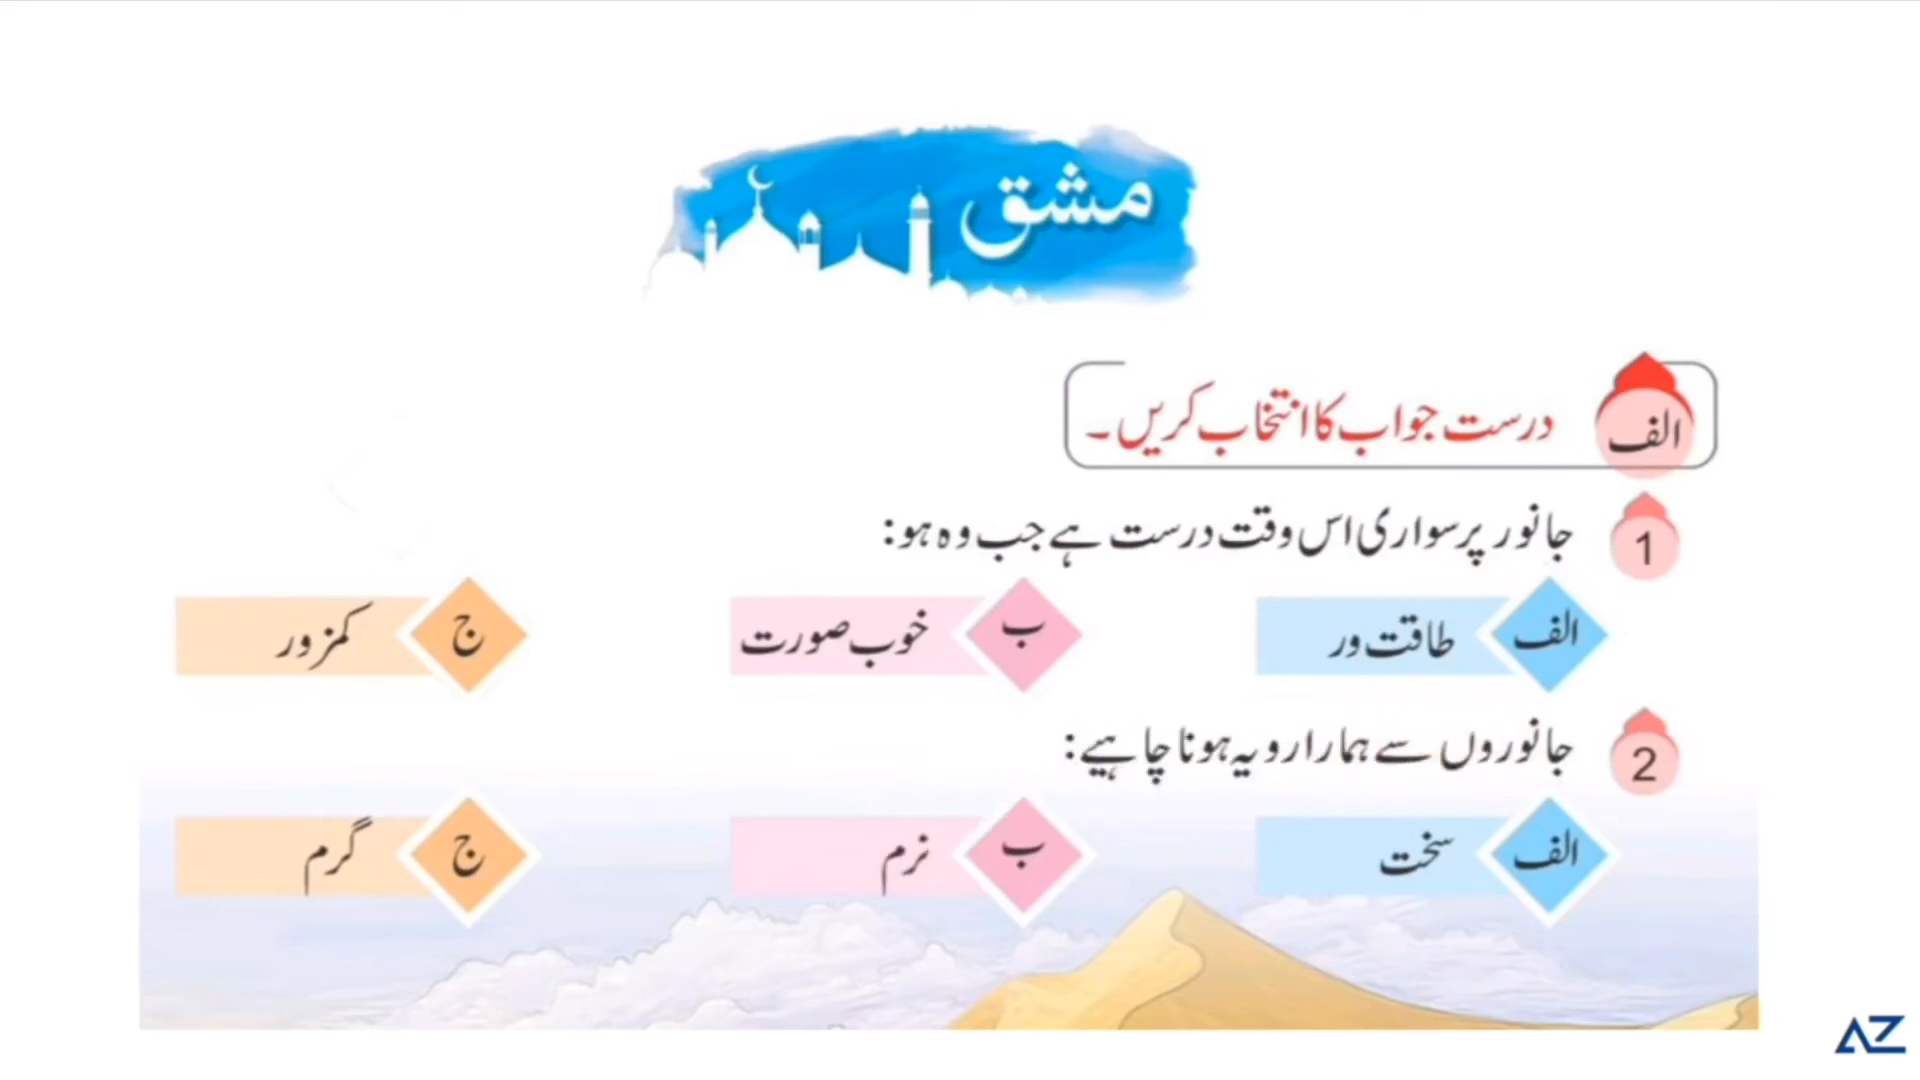 مشق
الف درست جواب کا انتخاب کریں۔
1 جانور پر سواری اس وقت درست ہے جب وہ ہو:
الف طاقت ور ب خوب صورت ج کمزور
2 جانوروں سے ہمارا رویہ ہونا چاہیے:
الف سخت ب نرم ج گرم
AZ